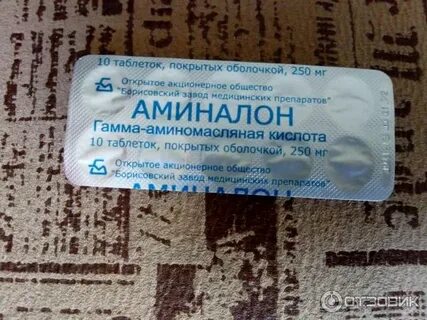 10 таблеток, покрытых оболочкой, 250 мг
Открытое акционерное общество
"Борисовский завод медицинских препаратов"
АМИНАЛОН
Гамма-аминомасляная кислота
10 таблеток, покрытых оболочкой, 250 мг
Открытое акционерное общество
"Борисовский завод медицинских препаратов"
АМИНАЛОН
ОТЗОВИК